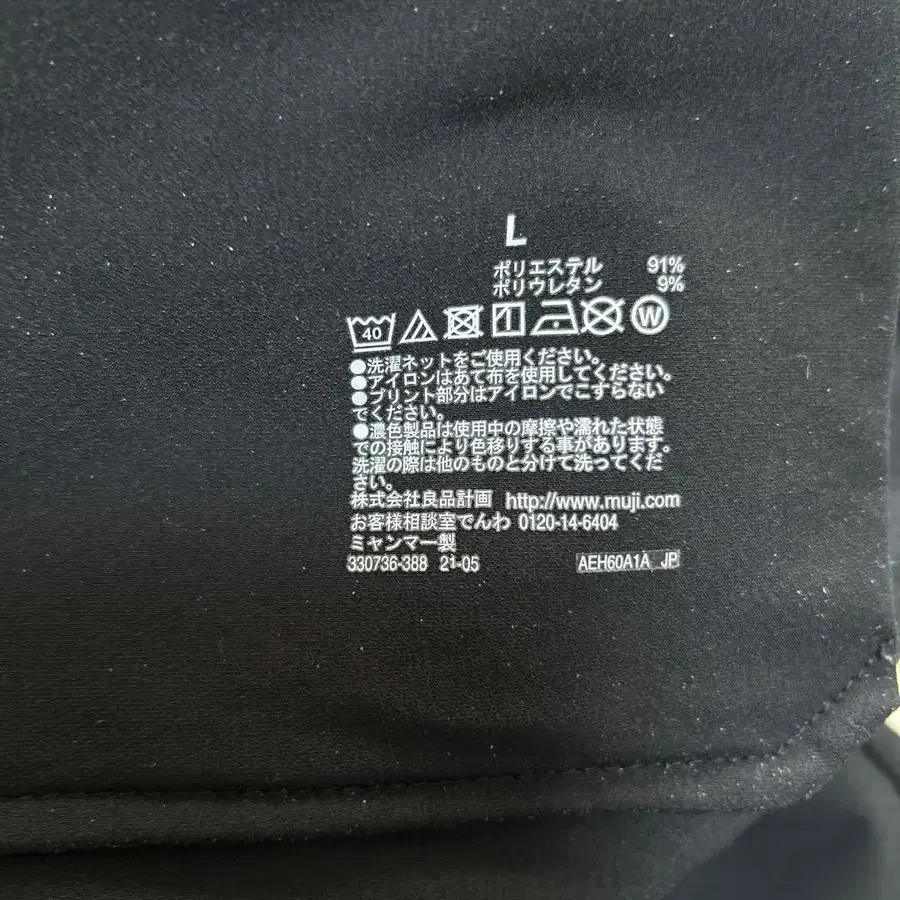 L
ポリエステル 91%
ポリウレタン 9%
40 W
●洗濯ネットをご使用ください。
●アイロンはあて布を使用してください。
●プリント部分はアイロンでこすらない
でください。
●濃色製品は使用中の摩擦や濡れた状態
での接触により色移りする事があります。
洗濯の際は他のものと分けて洗ってくだ
さい。
株式会社良品計画 http://www.muji.com
お客様相談室でんわ 0120-14-6404
ミャンマー製
330736-388 21-05 AEH60A1A JP